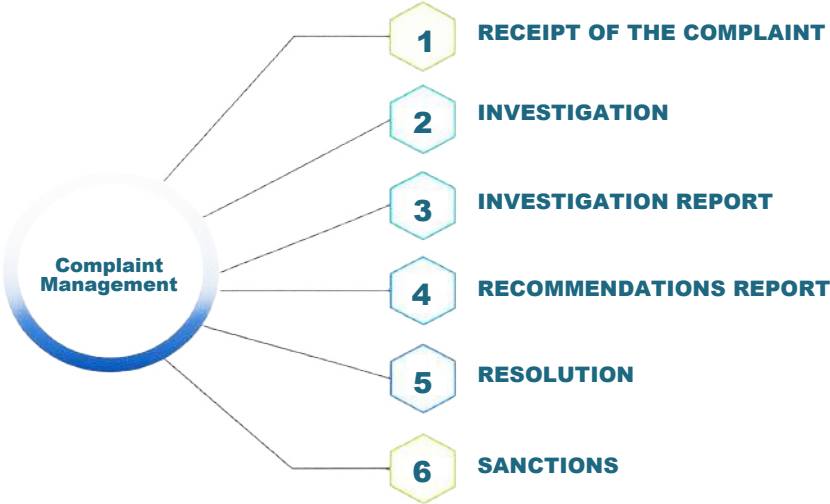 1 RECEIPT OF THE COMPLAINT
2 INVESTIGATION
3 INVESTIGATION REPORT
Complaint
Management
4 RECOMMENDATIONS REPORT
5 RESOLUTION
6 SANCTIONS